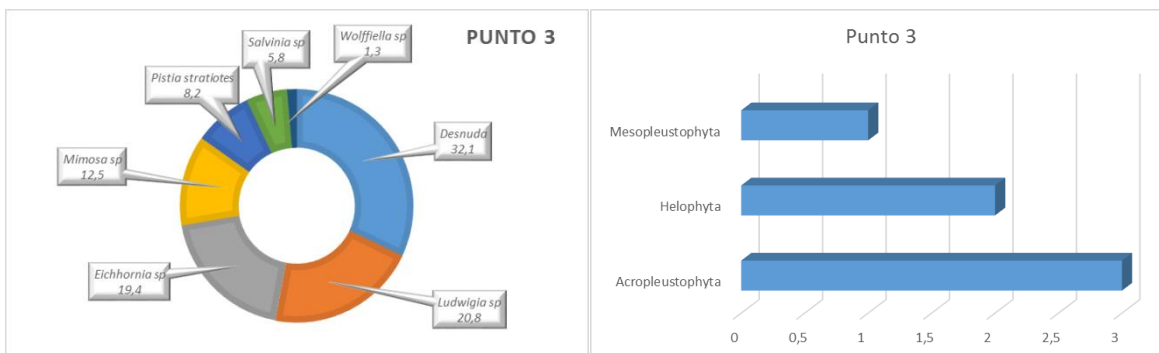 PUNTO 3
Wolffiella sp
1,3
Salvinia sp
5,8
Pistia stratiotes
8,2
Desnuda
32,1
Mimosa sp
12,5
Eichhornia sp
19,4
Ludwigia sp
20,8
Punto 3
Mesopleustophyta
Helophyta
Acropleustophyta
0 0,5 1 1,5 2 2,5 3